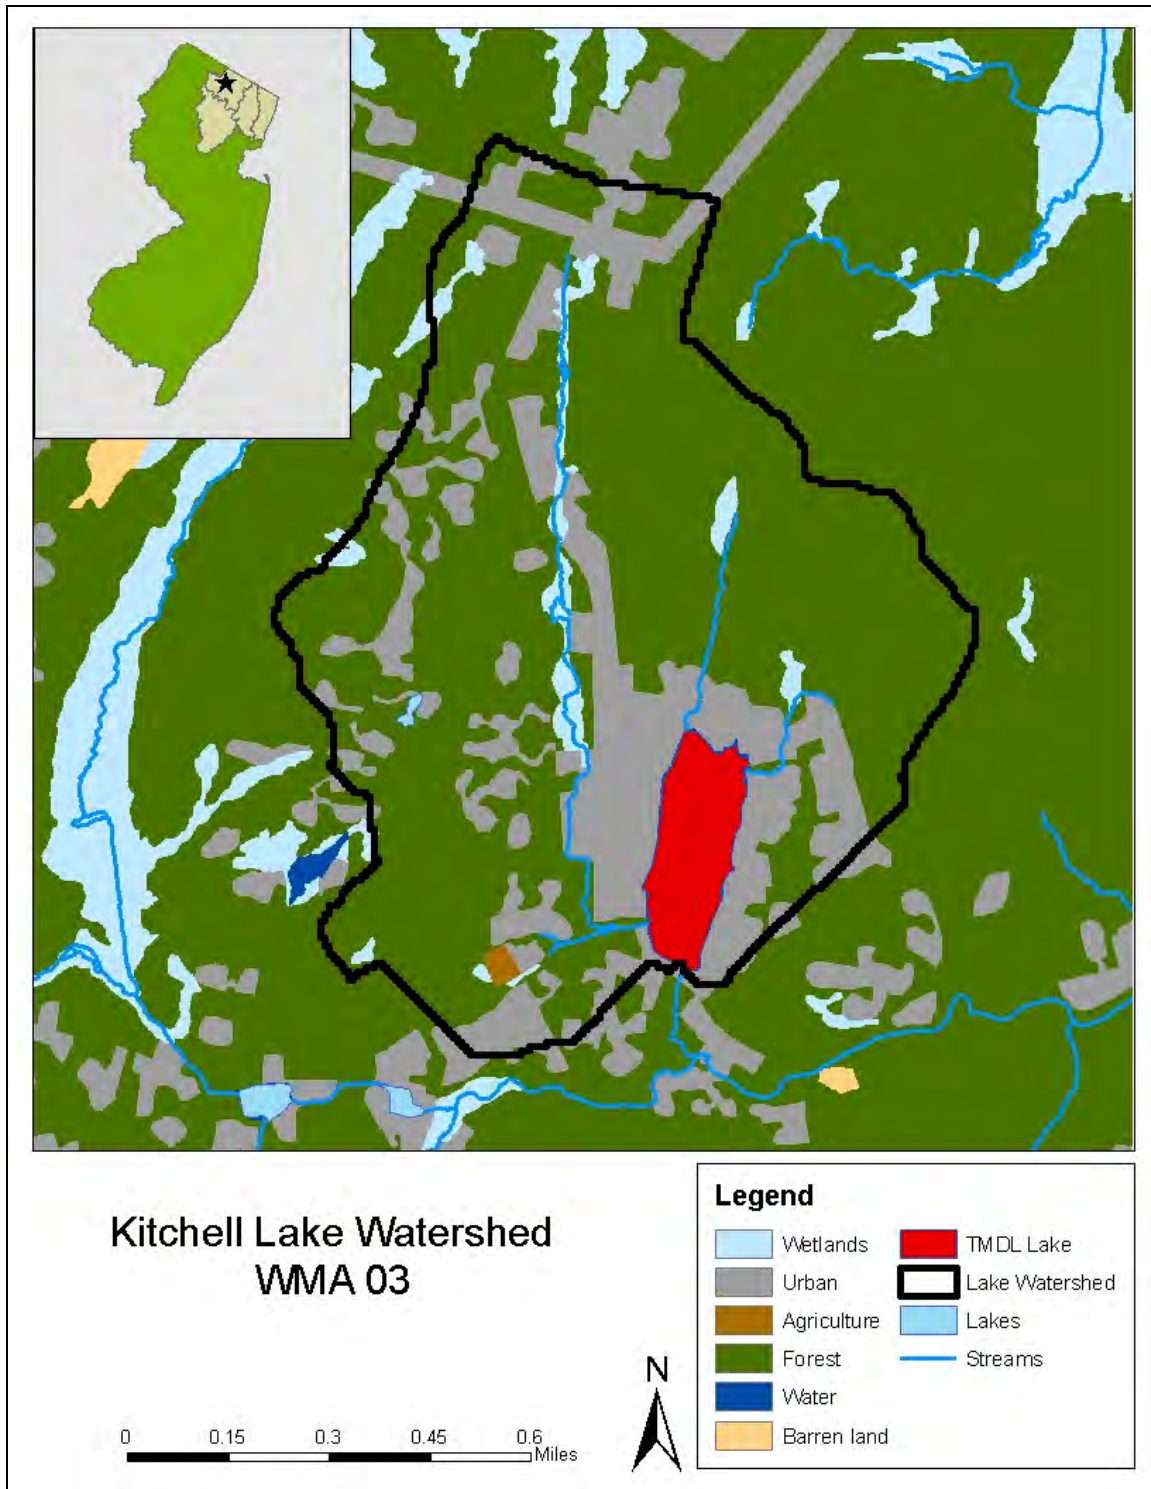 Kitchell Lake Watershed
WMA 03
0 0.15 0.3 0.45 0.6
Miles
N
Legend
Wetlands
Urban
Agriculture
Forest
Water
Barren land
TMDL Lake
Lake Watershed
Lakes
Streams